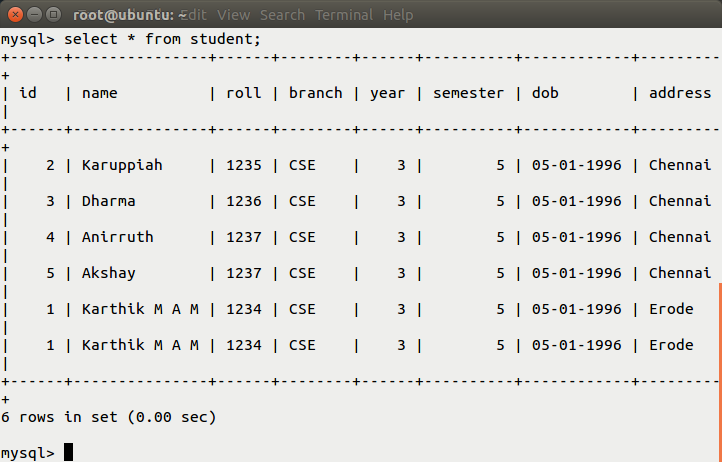 root@ubuntu: ~ Edit View Search Terminal Help
mysql> select * from student;
+------+---------------+------+--------+------+----------+------------+---------
+
| id   | name          | roll | branch | year | semester | dob        | address
|
+------+---------------+------+--------+------+----------+------------+---------
+
|    2 | Karuppiah     | 1235 | CSE    |    3 |        5 | 05-01-1996 | Chennai
|
|    3 | Dharma        | 1236 | CSE    |    3 |        5 | 05-01-1996 | Chennai
|
|    4 | Anirruth      | 1237 | CSE    |    3 |        5 | 05-01-1996 | Chennai
|
|    5 | Akshay        | 1237 | CSE    |    3 |        5 | 05-01-1996 | Chennai
|
|    1 | Karthik M A M | 1234 | CSE    |    3 |        5 | 05-01-1996 | Erode
|
|    1 | Karthik M A M | 1234 | CSE    |    3 |        5 | 05-01-1996 | Erode
|
+------+---------------+------+--------+------+----------+------------+---------
+
6 rows in set (0.00 sec)
mysql>